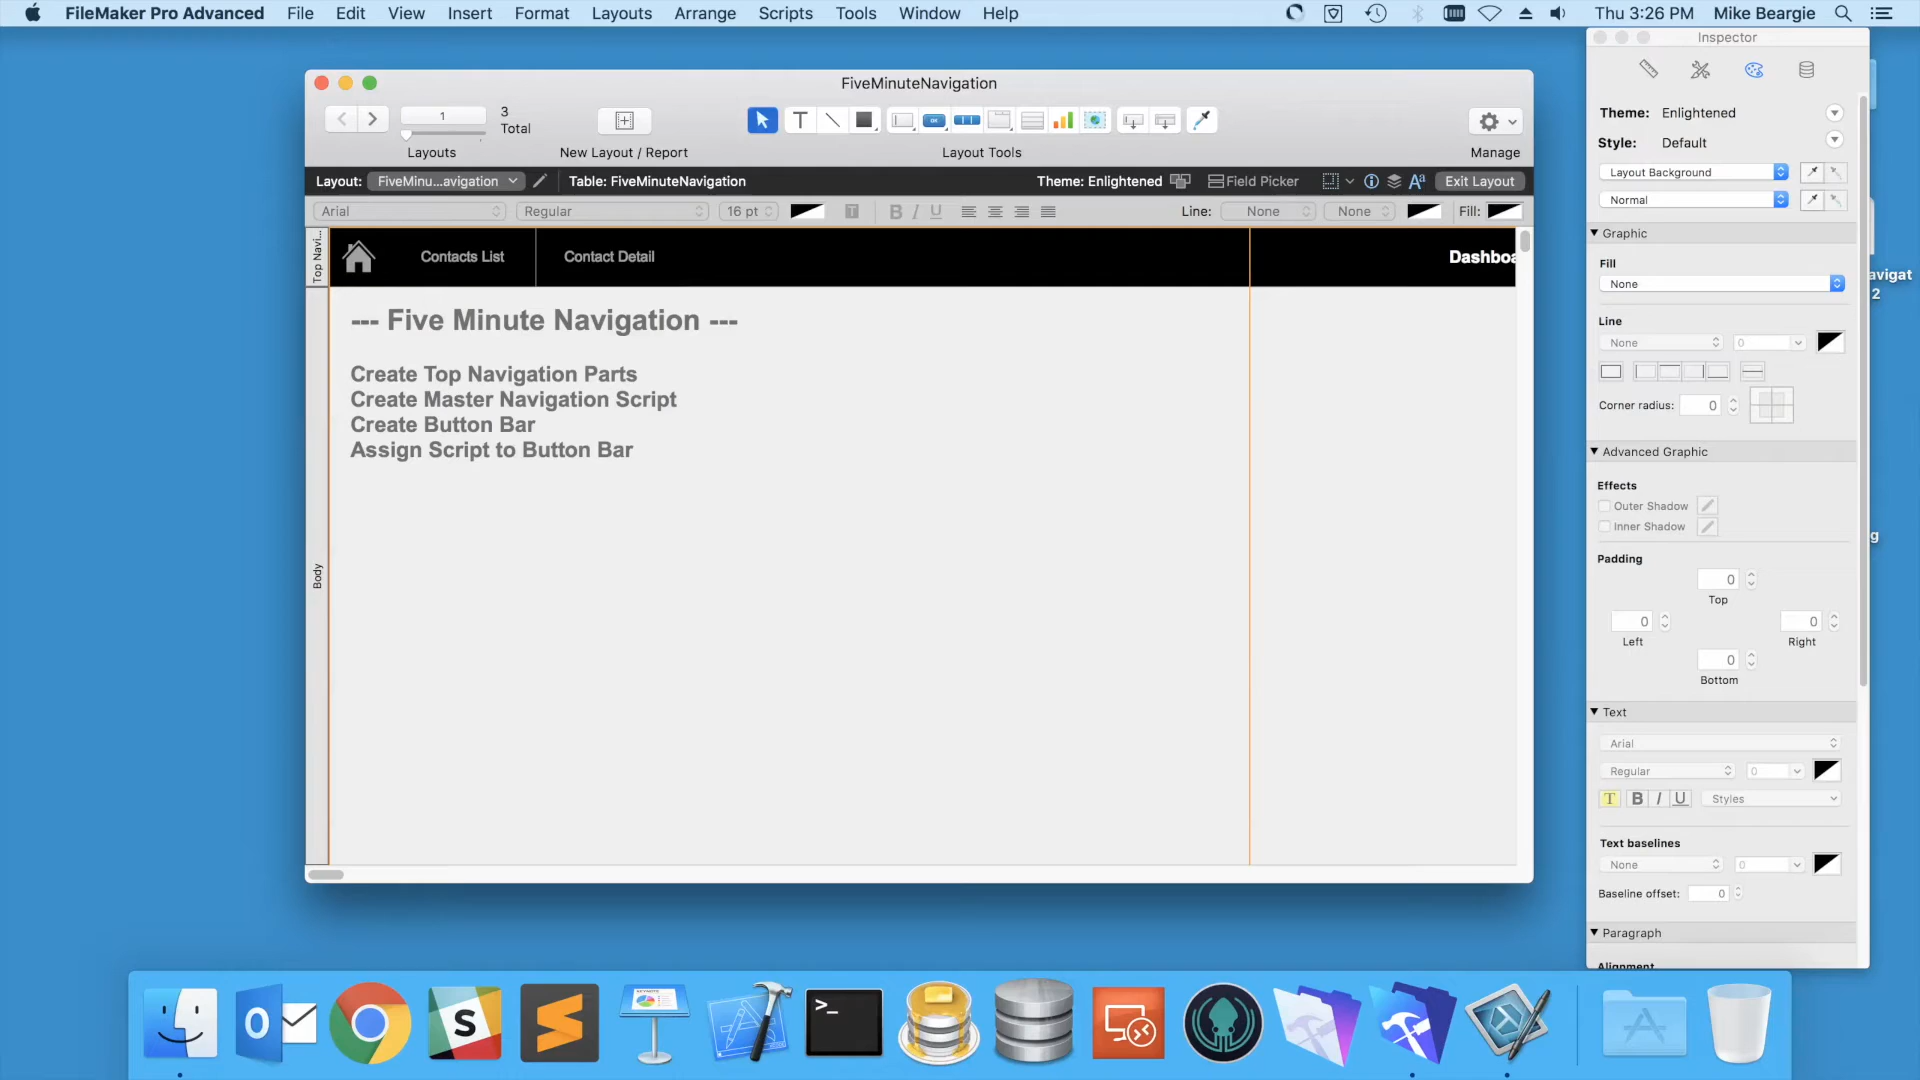 FileMaker Pro Advanced File Edit View Insert Format Layouts Arrange Scripts Tools Window Help Thu 3:26 PM Mike Beargie
Inspector
FiveMinuteNavigation
1
3
Total
Layouts
New Layout / Report
Layout Tools
Manage
Layout: FiveMinu...avigation Table: FiveMinuteNavigation Theme: Enlightened Field Picker Exit Layout
Arial Regular 16 pt B I U Line: None None Fill:
Top Navi...
Contacts List Contact Detail Dashboa
--- Five Minute Navigation ---
Create Top Navigation Parts
Create Master Navigation Script
Create Button Bar
Assign Script to Button Bar
Body
Theme: Enlightened
Style: Default
Layout Background
Normal
Graphic
Fill
None
Line
None 0
Corner radius: 0
Advanced Graphic
Effects
Outer Shadow
Inner Shadow
Padding
0
Top
0 0
Left Right
0
Bottom
Text
Arial
Regular 0
T B I U Styles
Text baselines
None 0
Baseline offset: 0
Paragraph
Alignment
avigat
2
g
KEYNOTE